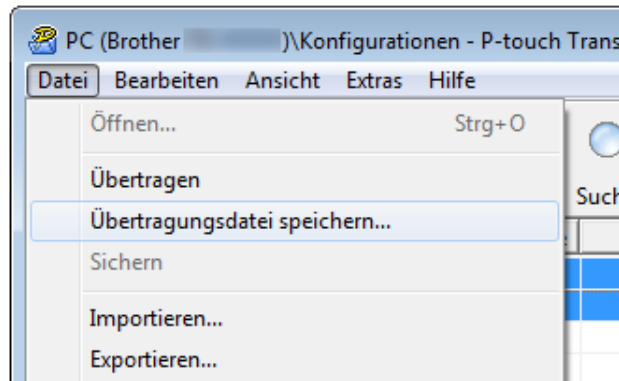 PC (Brother )\Konfigurationen - P-touch Trans
Datei Bearbeiten Ansicht Extras Hilfe
Öffnen... Strg+O
Übertragen
Such
Übertragungsdatei speichern...
Sichern
Importieren...
Exportieren...